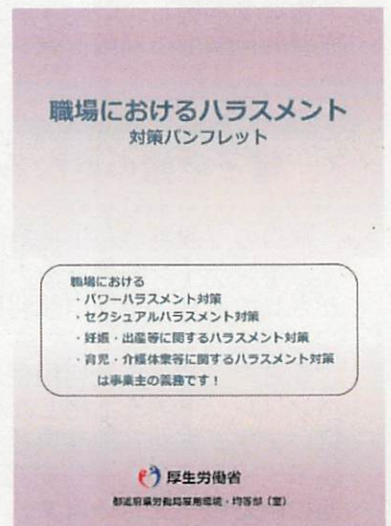 職場におけるハラスメント
対策パンフレット
職場における
・パワーハラスメント対策
・セクシュアルハラスメント対策
・妊娠・出産等に関するハラスメント対策
・育児・介護休業等に関するハラスメント対策
は事業主の義務です！
厚生労働省
都道府県労働局雇用環境・均等部（室）